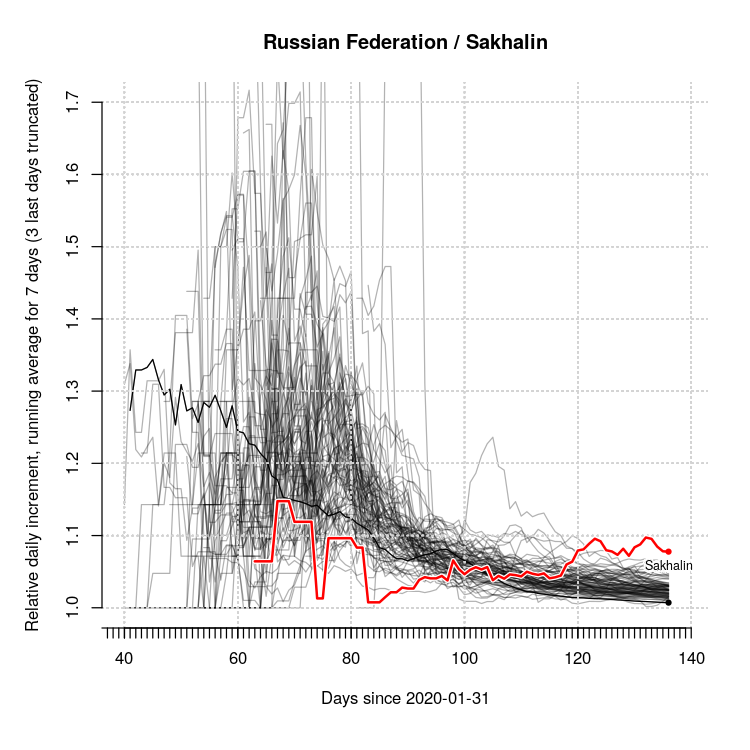 Russian Federation / Sakhalin
Relative daily increment, running average for 7 days (3 last days truncated)
1.7
1.6
1.5
1.4
1.3
1.2
1.1
1.0
Sakhalin
40 60 80 100 120 140
Days since 2020-01-31